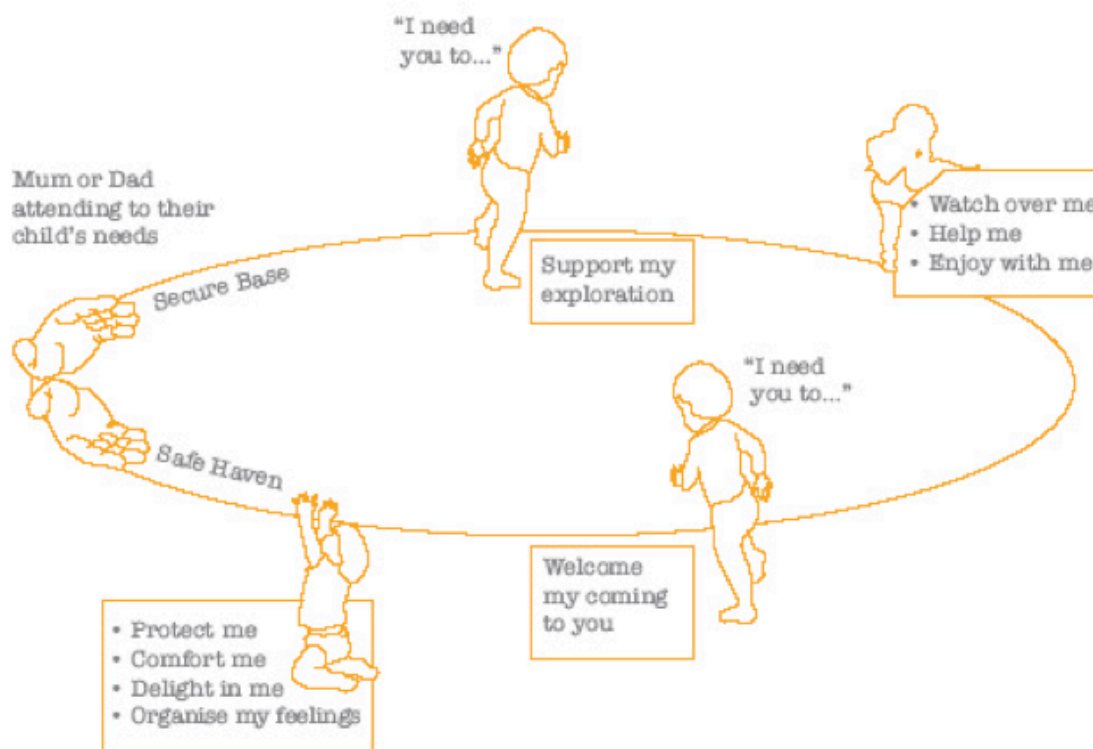 “I need
you to...”
Mum or Dad
attending to their
child’s needs
Secure Base
Support my
exploration
• Watch over me
• Help me
• Enjoy with me
“I need
you to...”
Safe Haven
Welcome
my coming
to you
• Protect me
• Comfort me
• Delight in me
• Organise my feelings